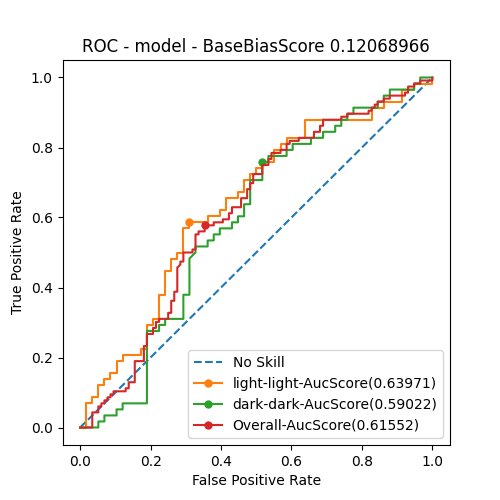 ROC - model - BaseBiasScore 0.12068966
1.0
0.8
0.6
0.4
0.2
0.0
True Positive Rate
No Skill
light-light-AucScore(0.63971)
dark-dark-AucScore(0.59022)
Overall-AucScore(0.61552)
0.0 0.2 0.4 0.6 0.8 1.0
False Positive Rate